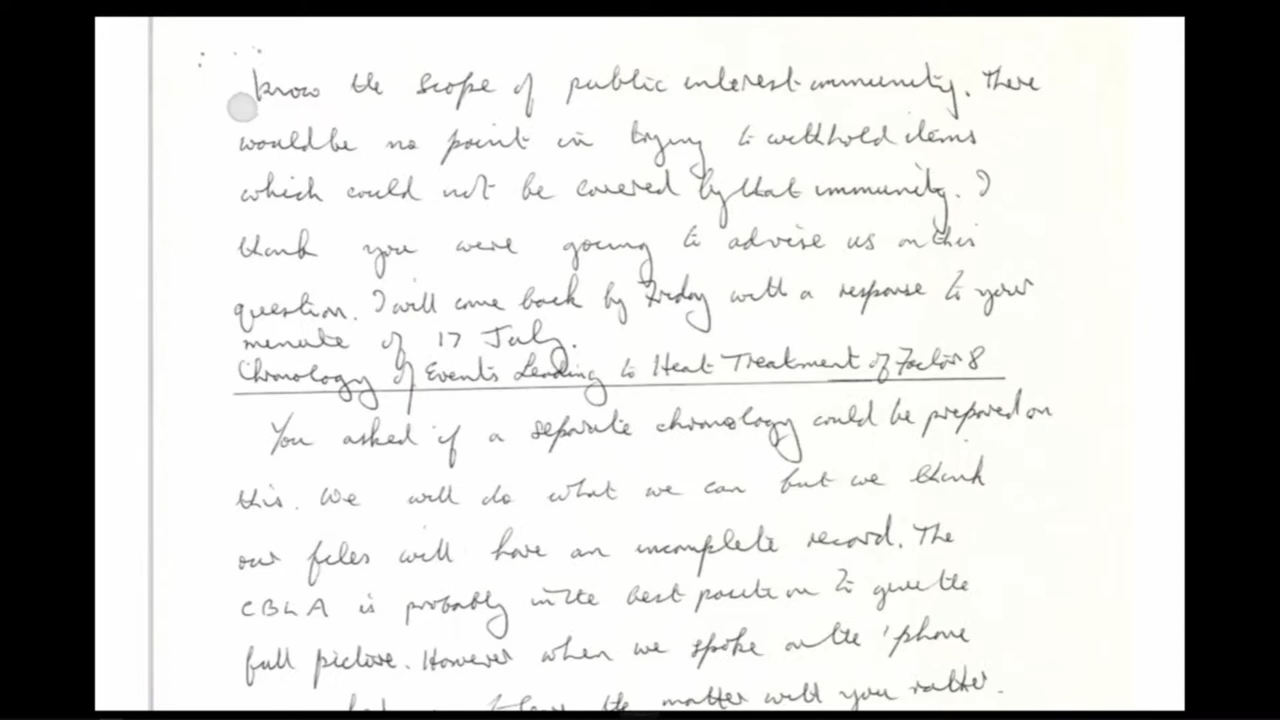 know the scope of public interest immunity. There
would be no point in trying to withhold items
which could not be covered by that immunity. I
think you were going to advise us on this
question. I will come back by Friday with a response to your
minute of 17 July.
Chronology of Events Leading to Heat Treatment of Factor 8
You asked if a separate chronology could be prepared on
this. We will do what we can but we think
our files will have an incomplete record. The
CBLA is probably in the best position to give the
full picture. However when we spoke on the 'phone
the matter with you rather.